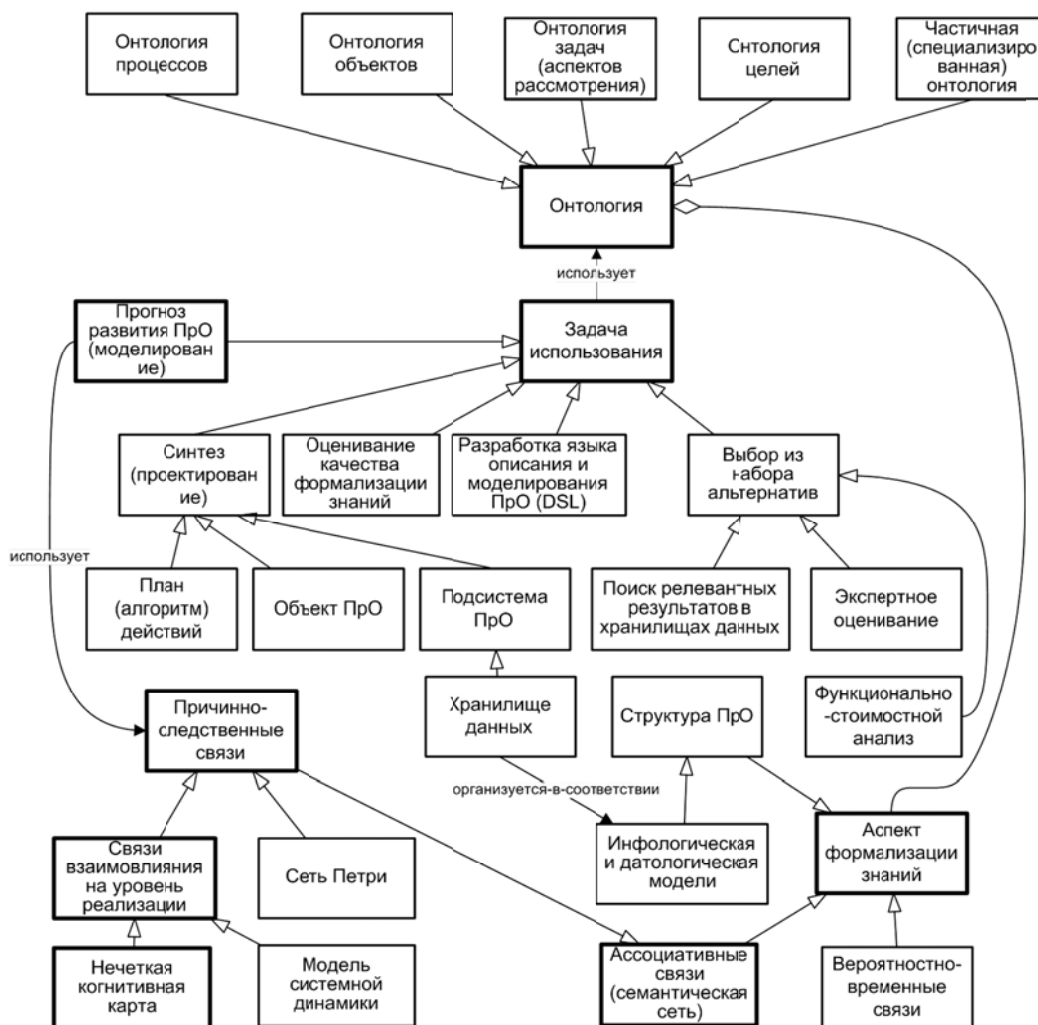 Онтология
процессов
Онтология
объектов
Онтология
задач
(аспектов
рассмотрения)
Онтология
целей
Частичная
(специализиро
ванная)
онтология
Онтология
использует
Прогноз
развития ПрО
(моделирован
ие)
Задача
использования
Синтез
(проектирован
ие)
Оценивание
качества
формализации
знаний
Разработка языка
описания и
моделирования
ПрО (DSL)
Выбор из
набора
альтернатив
использует
План
(алгоритм)
действий
Объект ПрО
Подсистема
ПрО
Поиск релевантных
результатов в
хранилищах данных
Экспертное
оценивание
Причинно-
следственные
связи
Хранилище
данных
Структура ПрО
Функционально
-стоимостной
анализ
организуется-в-соответствии
Связи
взаимовлияния
на уровень
реализации
Сеть Петри
Инфологическая
и датологическая
модели
Аспект
формализации
знаний
Нечеткая
когнитивная
карта
Модель
системной
динамики
Ассоциативные
связи
(семантическая
сеть)
Вероятностно-
временные
связи